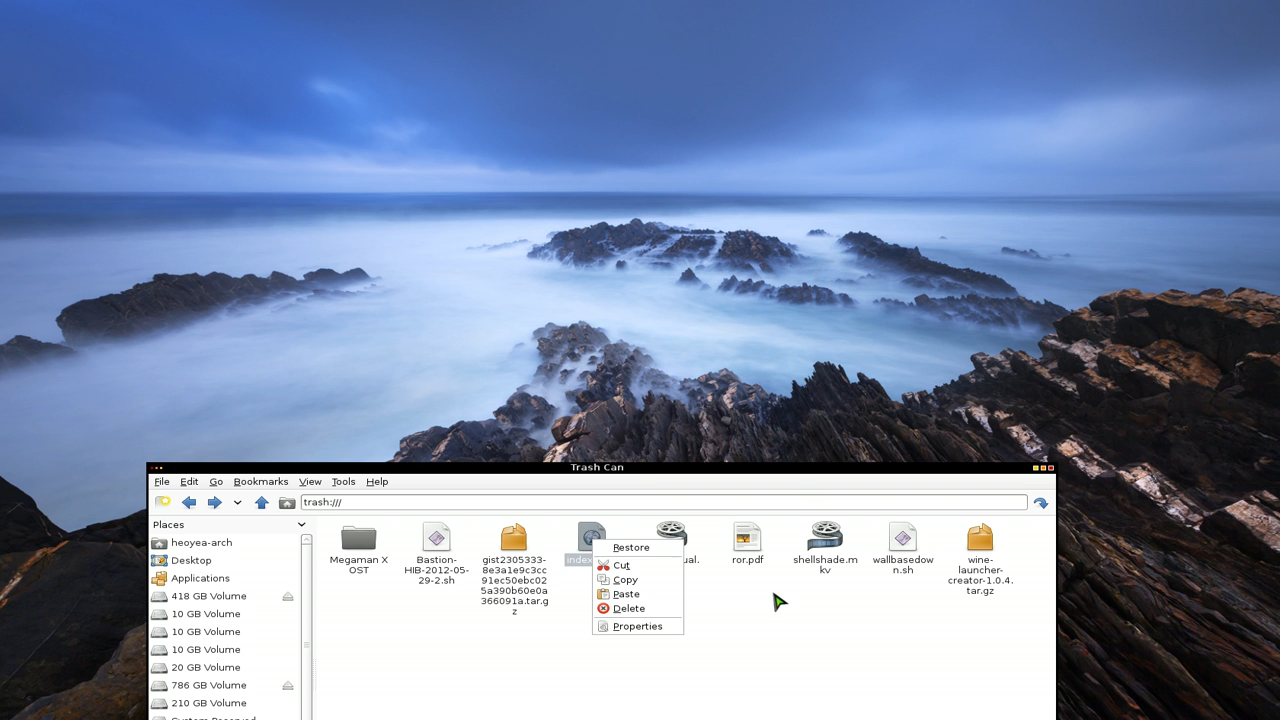 Trash Can
File Edit Go Bookmarks View Tools Help
trash:///
Places
heoyea-arch
Desktop
Applications
418 GB Volume
10 GB Volume
10 GB Volume
10 GB Volume
20 GB Volume
786 GB Volume
210 GB Volume
System Reserved
Megaman X
OST
Bastion-
HIB-2012-05-
29-2.sh
gist2305333-
8e3a1e9c3cc
91ec50ebc02
5a390b60e0a
366091a.tar.g
z
index
ual.
ror.pdf
shellshade.m
kv
wallbasedow
n.sh
wine-
launcher-
creator-1.0.4.
tar.gz
Restore
Cut
Copy
Paste
Delete
Properties